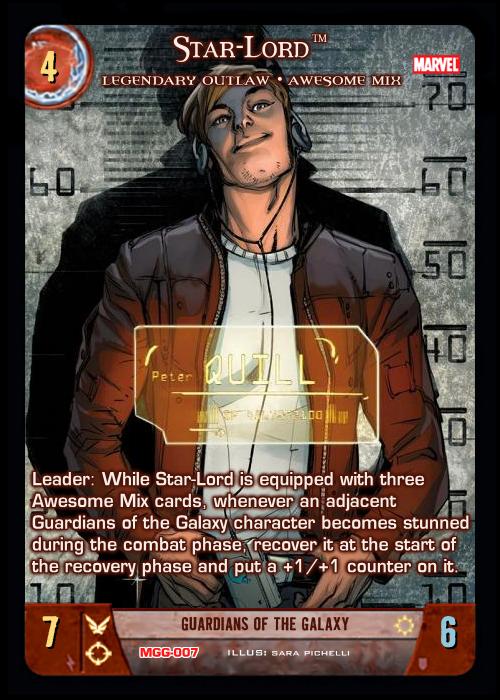 4
STAR-LORD™
MARVEL
LEGENDARY OUTLAW • AWESOME MIX
70
60
60
50
40
Peter QUILL
Leader: While Star-Lord is equipped with three
Awesome Mix cards, whenever an adjacent
Guardians of the Galaxy character becomes stunned
during the combat phase, recover it at the start of
the recovery phase and put a +1/+1 counter on it.
10
7
GUARDIANS OF THE GALAXY
6
MGG-007
ILLUS: SARA PICHELLI